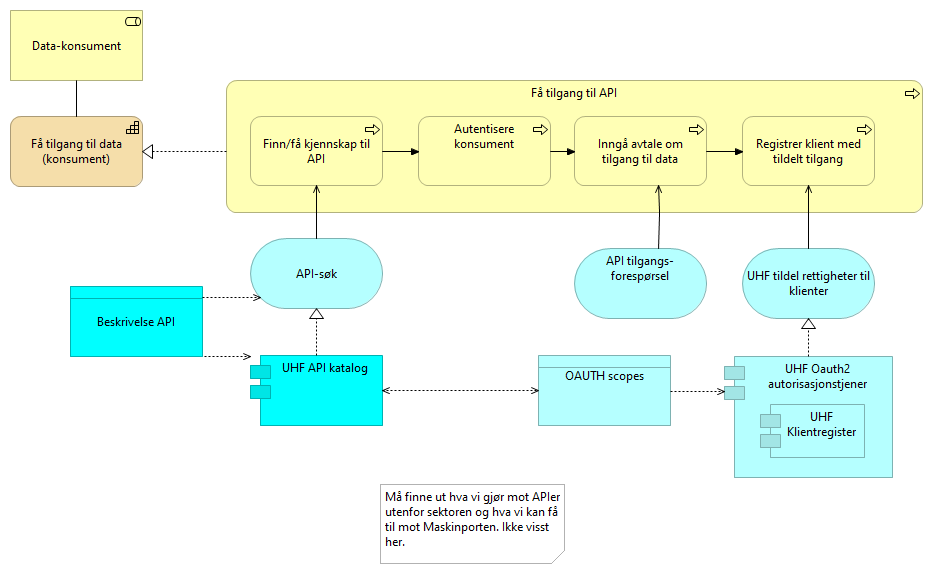 Data-konsument
Få tilgang til data
(konsument)
Få tilgang til API
Finn/få kjennskap til
API
Autentisere
konsument
Inngå avtale om
tilgang til data
Registrer klient med
tildelt tilgang
API-søk
API tilgangs-
forespørsel
UHF tildel rettigheter til
klienter
Beskrivelse API
UHF API katalog
OAUTH scopes
UHF Oauth2
autorisasjonstjener
UHF
Klientregister
Må finne ut hva vi gjør mot APIer
utenfor sektoren og hva vi kan få
til mot Maskinporten. Ikke visst
her.